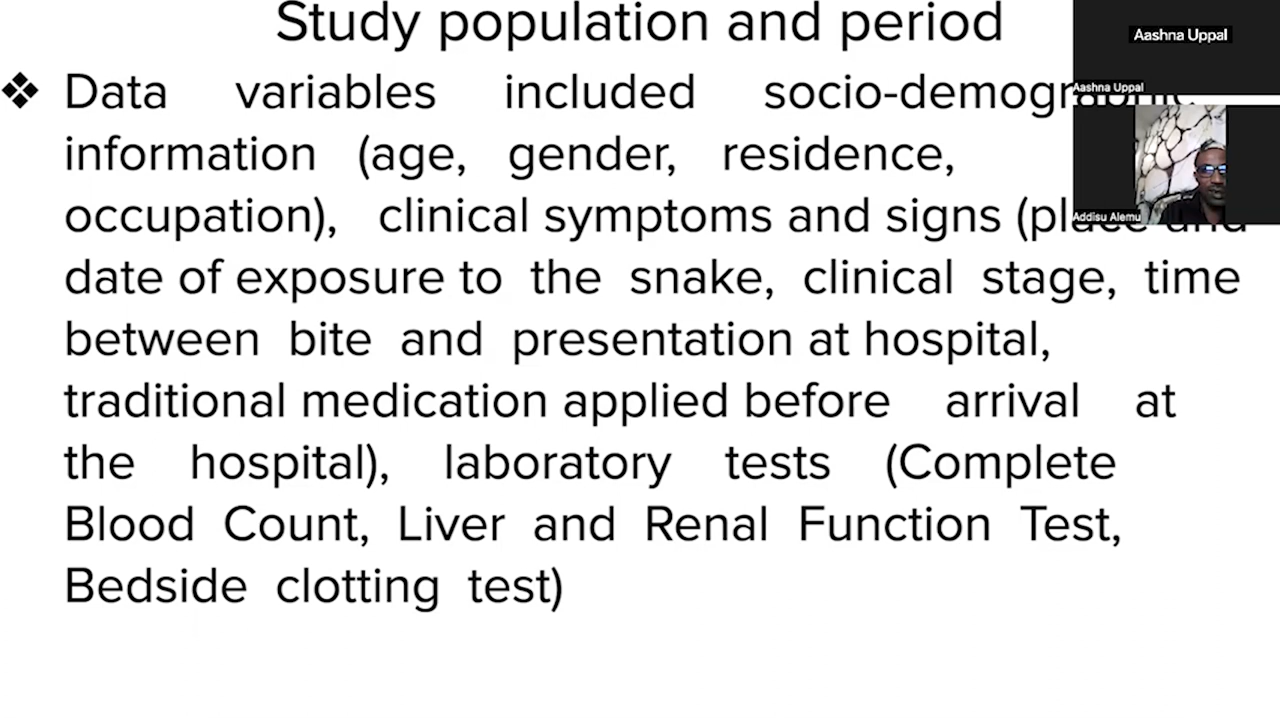 Study population and period
❖ Data variables included socio-demographic
information (age, gender, residence,
occupation), clinical symptoms and signs (place and
date of exposure to the snake, clinical stage, time
between bite and presentation at hospital,
traditional medication applied before arrival at
the hospital), laboratory tests (Complete
Blood Count, Liver and Renal Function Test,
Bedside clotting test)
Aashna Uppal
Aashna Uppal
Addisu Alemu